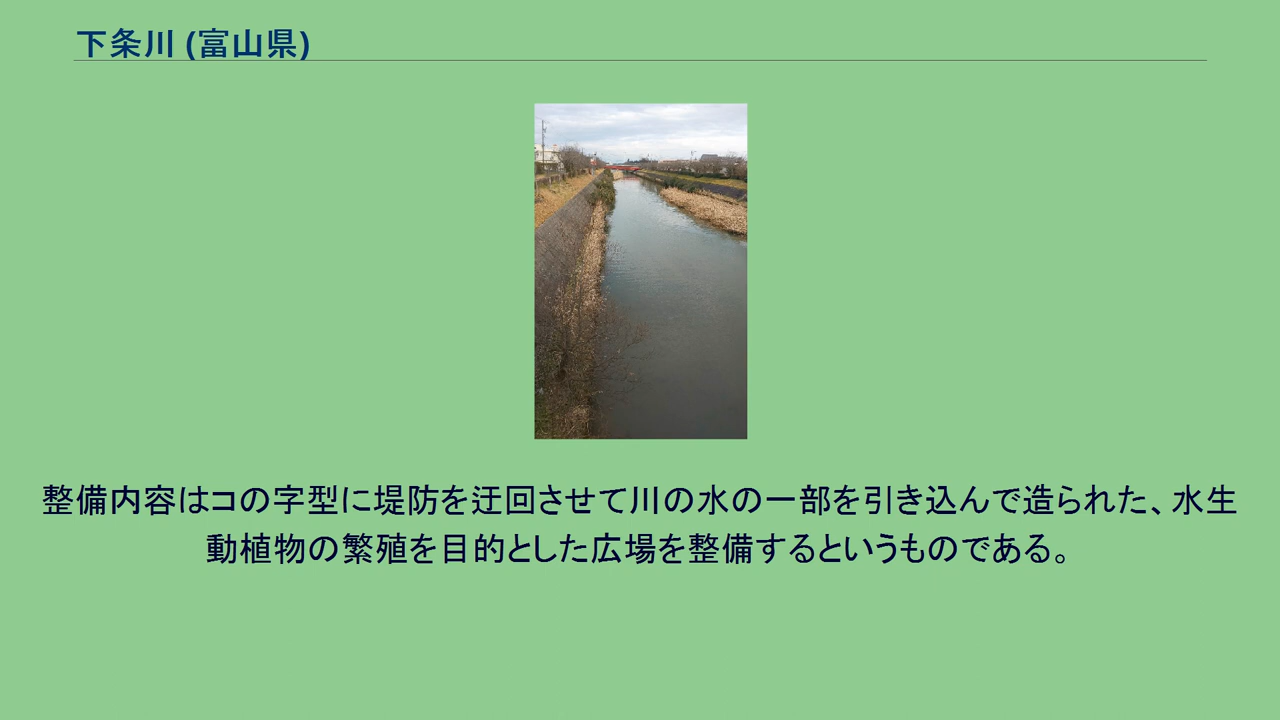 下条川 (富山県)
整備内容はコの字型に堤防を迂回させて川の水の一部を引き込んで造られた、水生
動植物の繁殖を目的とした広場を整備するというものである。